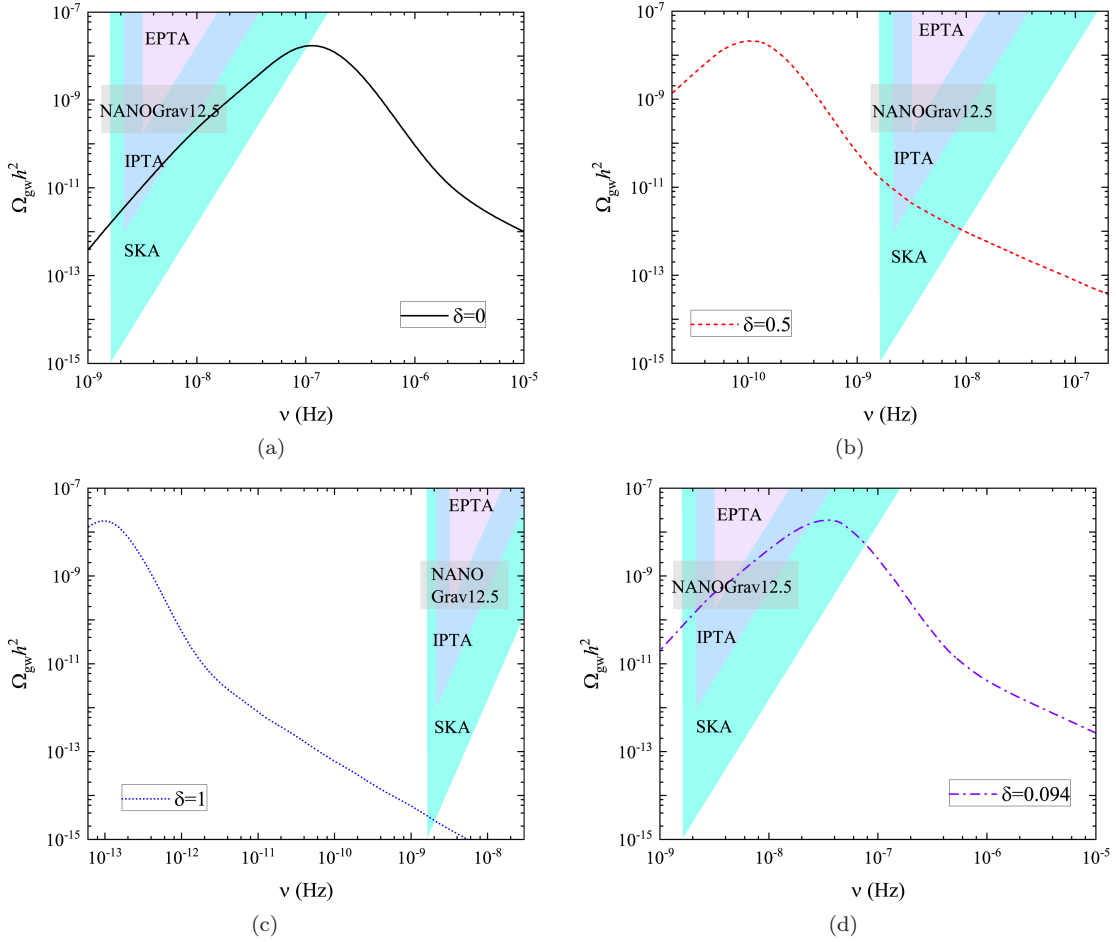 10⁻⁷
10⁻⁹
10⁻¹¹
10⁻¹³
10⁻¹⁵
Ω_gw h²
EPTA
NANOGrav12.5
IPTA
SKA
δ=0
10⁻⁹ 10⁻⁸ 10⁻⁷ 10⁻⁶ 10⁻⁵
ν (Hz)
(a)
10⁻⁷
10⁻⁹
10⁻¹¹
10⁻¹³
10⁻¹⁵
Ω_gw h²
EPTA
NANOGrav12.5
IPTA
SKA
δ=0.5
10⁻¹⁰ 10⁻⁹ 10⁻⁸ 10⁻⁷
ν (Hz)
(b)
10⁻⁷
10⁻⁹
10⁻¹¹
10⁻¹³
10⁻¹⁵
Ω_gw h²
EPTA
NANO
Grav12.5
IPTA
SKA
δ=1
10⁻¹³ 10⁻¹² 10⁻¹¹ 10⁻¹⁰ 10⁻⁹ 10⁻⁸
ν (Hz)
(c)
10⁻⁷
10⁻⁹
10⁻¹¹
10⁻¹³
10⁻¹⁵
Ω_gw h²
EPTA
NANOGrav12.5
IPTA
SKA
δ=0.094
10⁻⁹ 10⁻⁸ 10⁻⁷ 10⁻⁶ 10⁻⁵
ν (Hz)
(d)